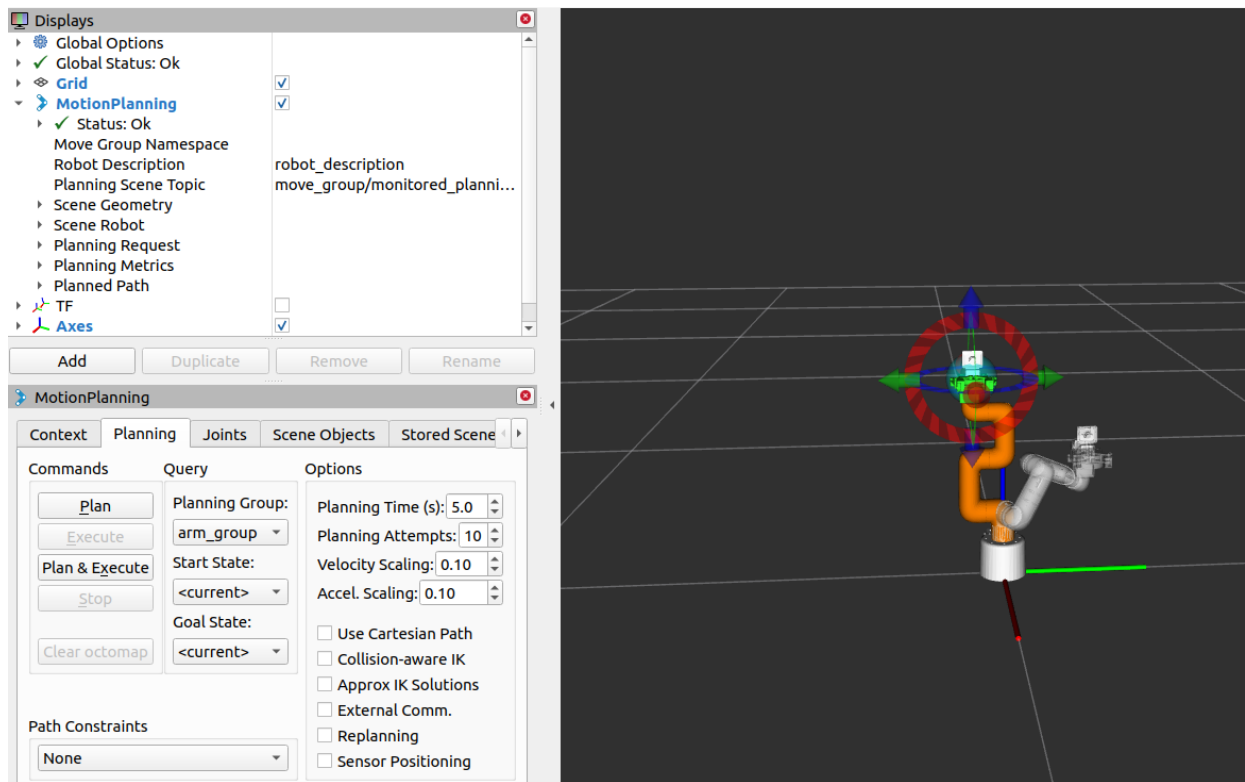 Displays
Global Options
Global Status: Ok
Grid
MotionPlanning
Status: Ok
Move Group Namespace
Robot Description robot_description
Planning Scene Topic move_group/monitored_planni...
Scene Geometry
Scene Robot
Planning Request
Planning Metrics
Planned Path
TF
Axes
Add Duplicate Remove Rename
MotionPlanning
Context Planning Joints Scene Objects Stored Scene
Commands Query Options
Plan
Execute
Plan & Execute
Stop
Clear octomap
Planning Group:
arm_group
Start State:
<current>
Goal State:
<current>
Planning Time (s): 5.0
Planning Attempts: 10
Velocity Scaling: 0.10
Accel. Scaling: 0.10
Use Cartesian Path
Collision-aware IK
Approx IK Solutions
External Comm.
Replanning
Sensor Positioning
Path Constraints
None